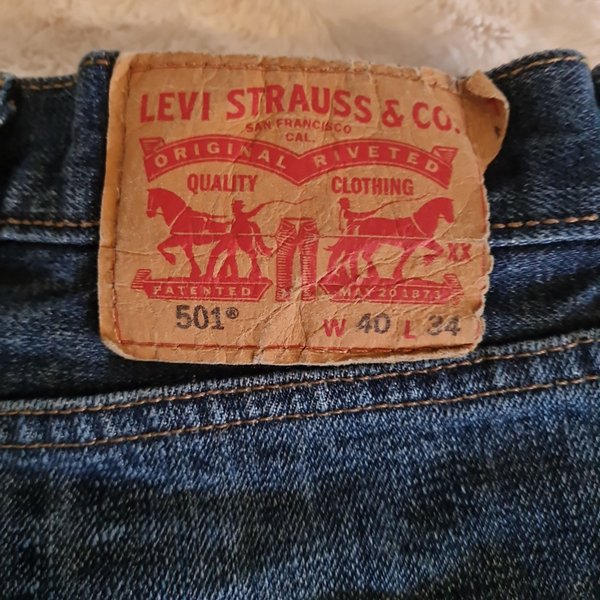 LEVI STRAUSS & CO.
SAN FRANCISCO
CAL.
ORIGINAL RIVETED
QUALITY CLOTHING
XX
PATENTED MAY 20 1873
501® W 40 L 34